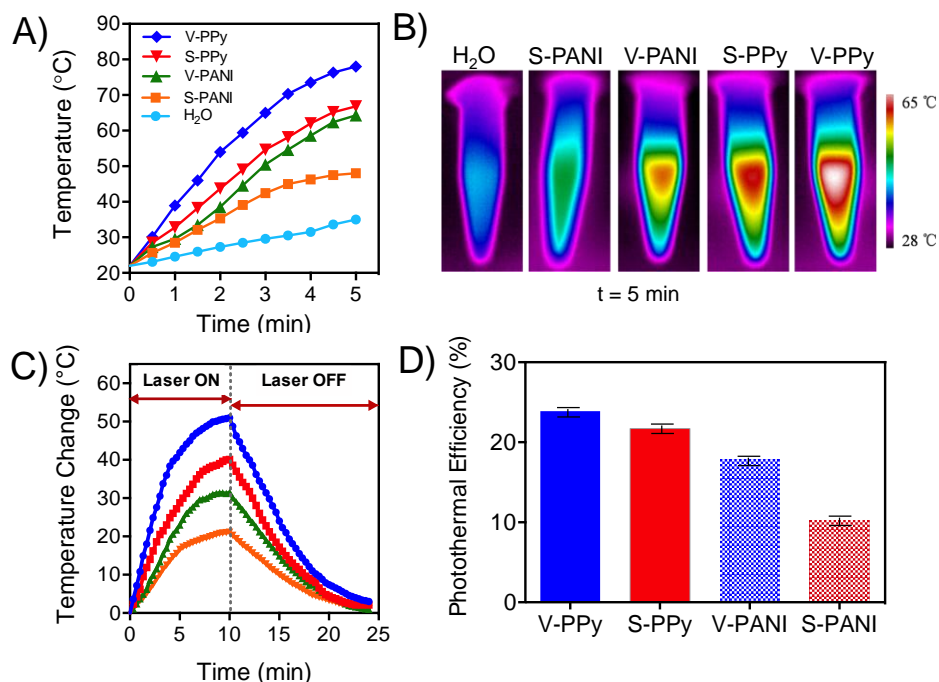 A)
Temperature (°C)
90
80
70
60
50
40
30
20
V-PPy
S-PPy
V-PANI
S-PANI
H₂O
0 1 2 3 4 5
Time (min)
B)
H₂O S-PANI V-PANI S-PPy V-PPy
65 ℃
28 ℃
t = 5 min
C)
Temperature Change (°C)
60
50
40
30
20
10
0
Laser ON Laser OFF
0 5 10 15 20 25
Time (min)
D)
Photothermal Efficiency (%)
30
20
10
0
V-PPy S-PPy V-PANI S-PANI